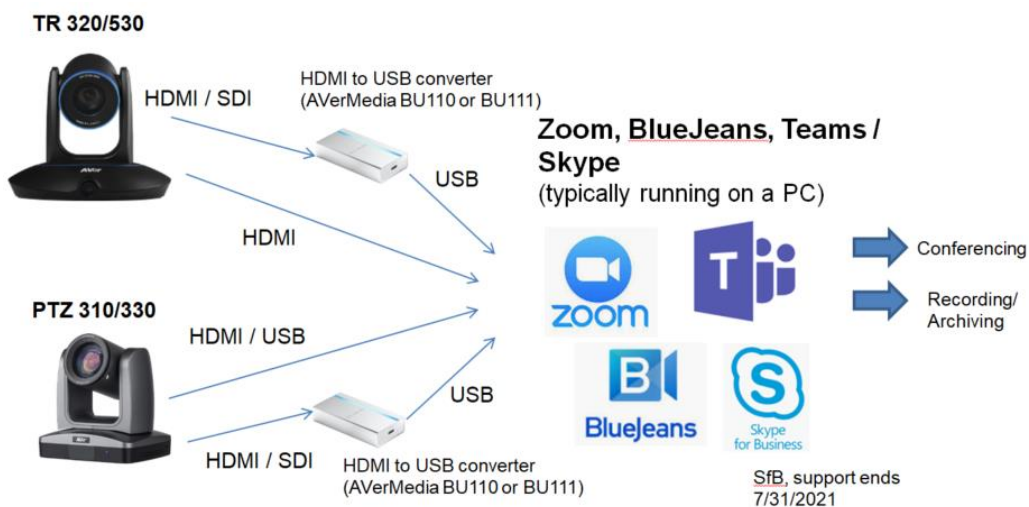 TR 320/530
HDMI / SDI
HDMI to USB converter
(AVerMedia BU110 or BU111)
USB
HDMI
AVer
PTZ 310/330
HDMI / USB
HDMI / SDI
USB
HDMI to USB converter
(AVerMedia BU110 or BU111)
Zoom, BlueJeans, Teams /
Skype
(typically running on a PC)
zoom
T
B
BlueJeans
S
Skype
for Business
SfB, support ends
7/31/2021
Conferencing
Recording/
Archiving